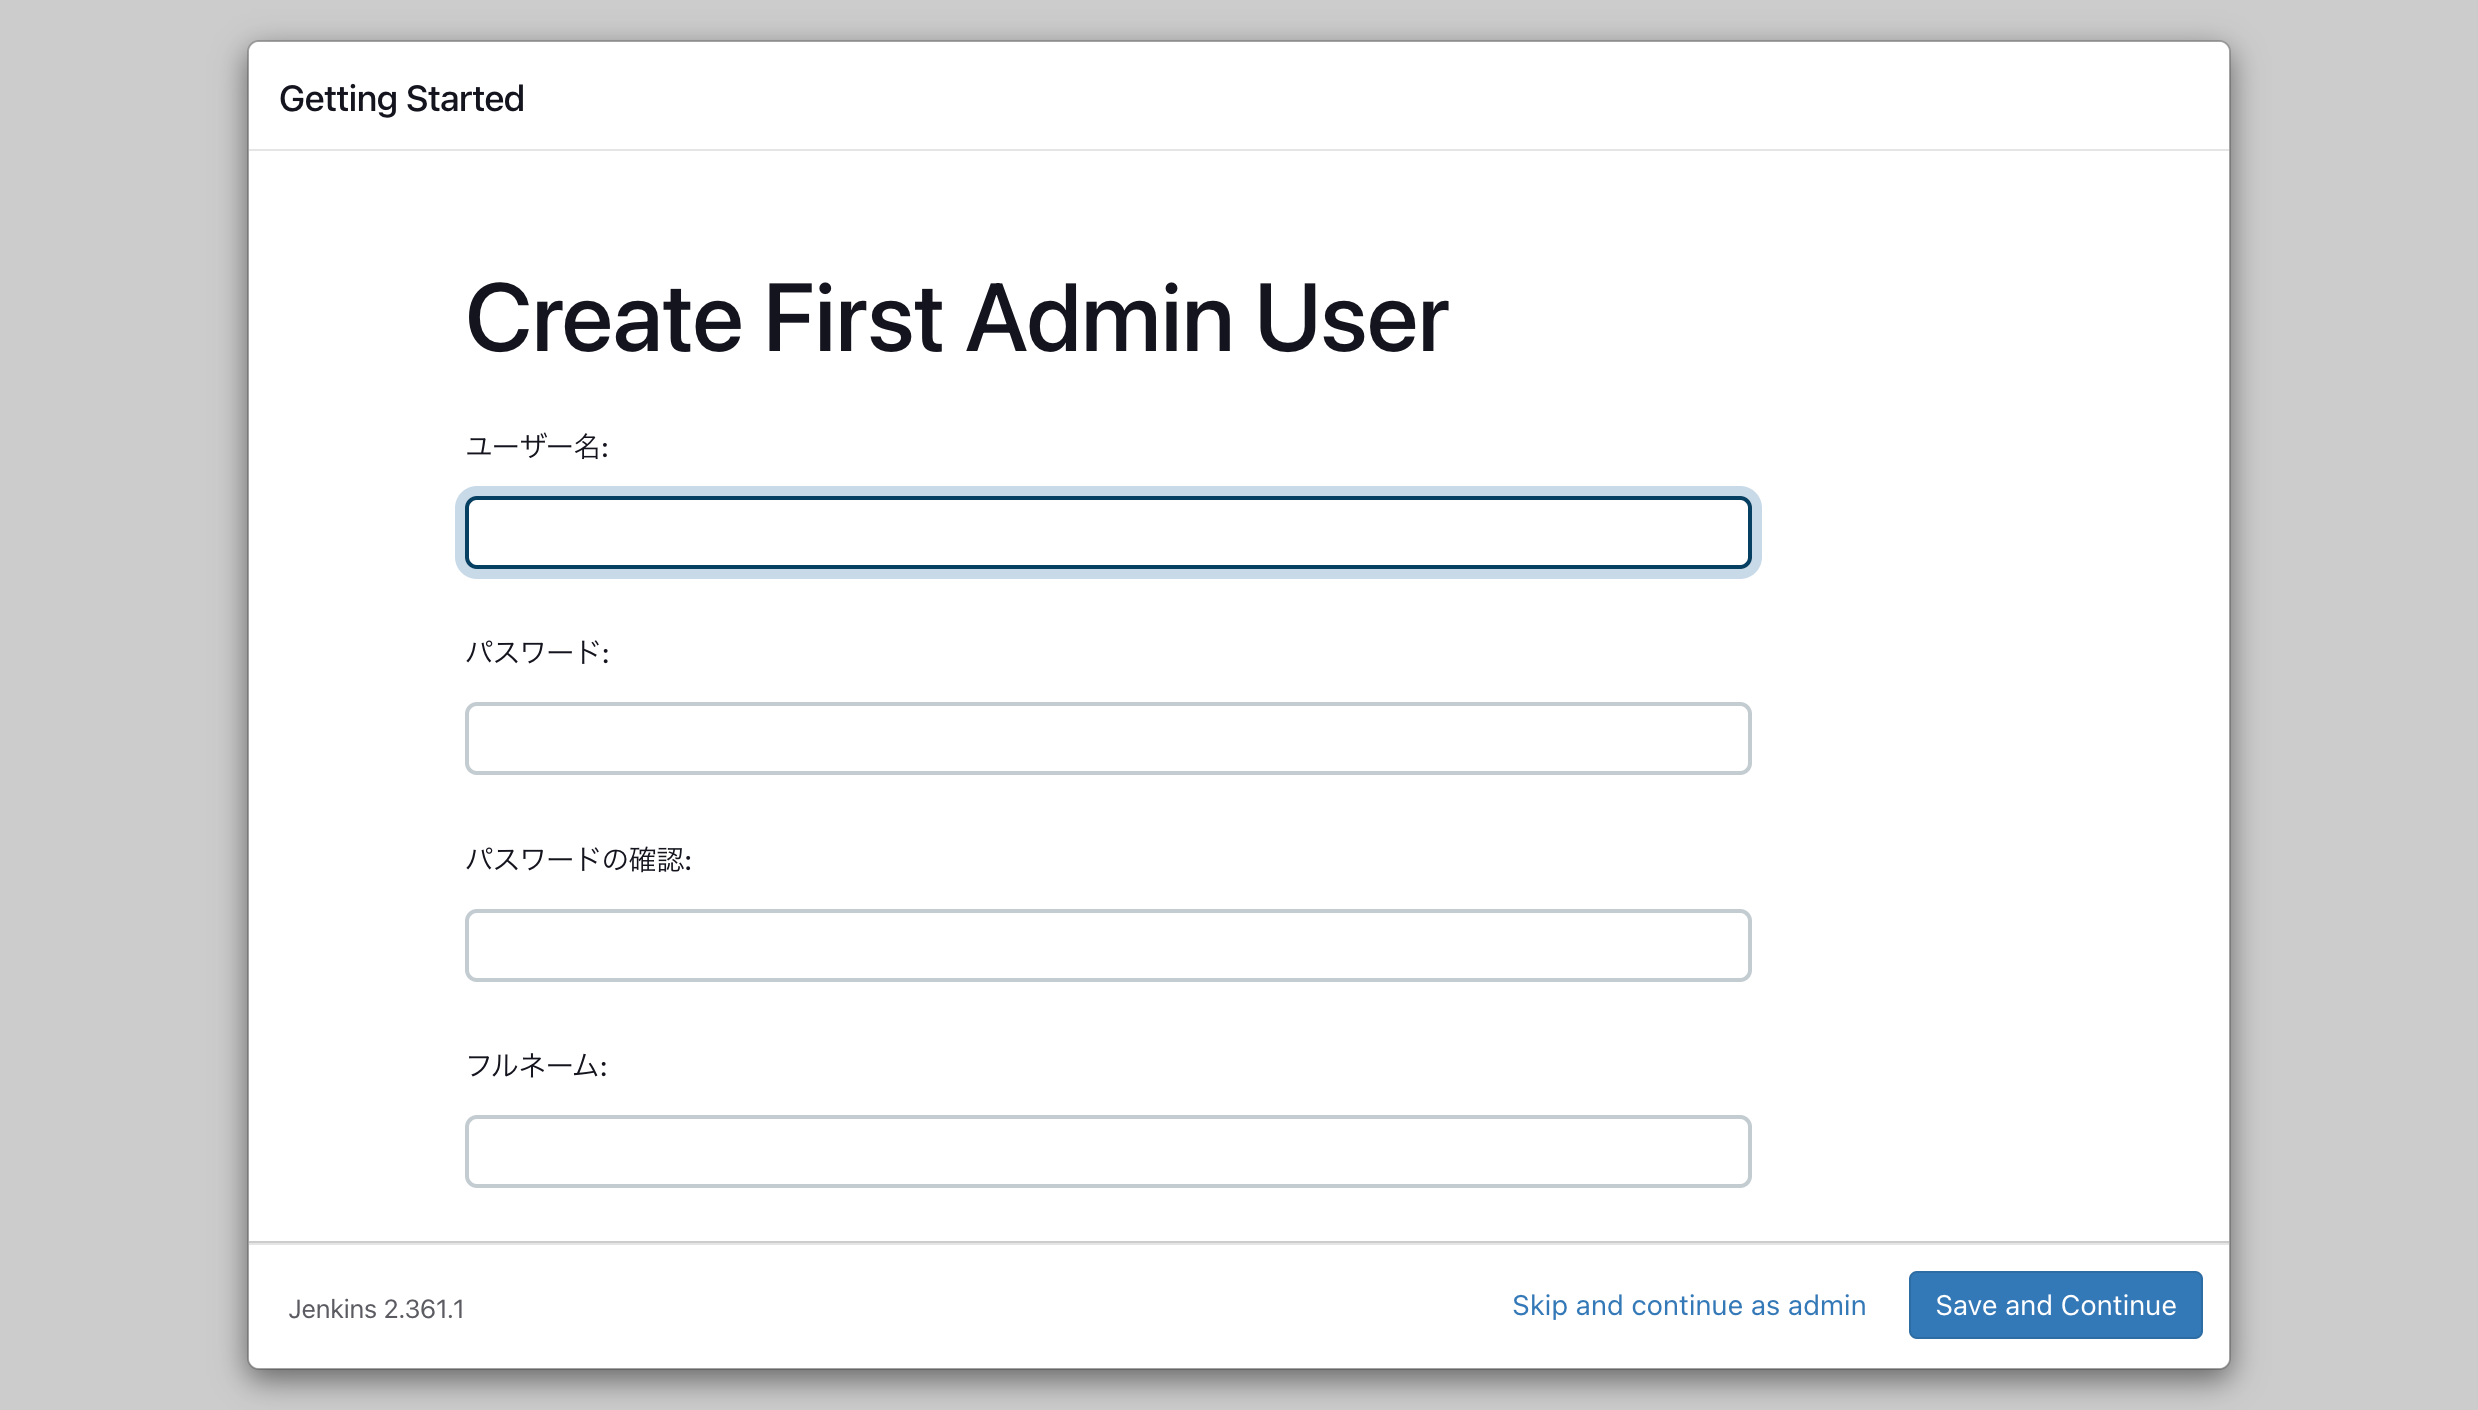 Getting Started
Create First Admin User
ユーザー名:
パスワード:
パスワードの確認:
フルネーム:
Jenkins 2.361.1
Skip and continue as admin
Save and Continue